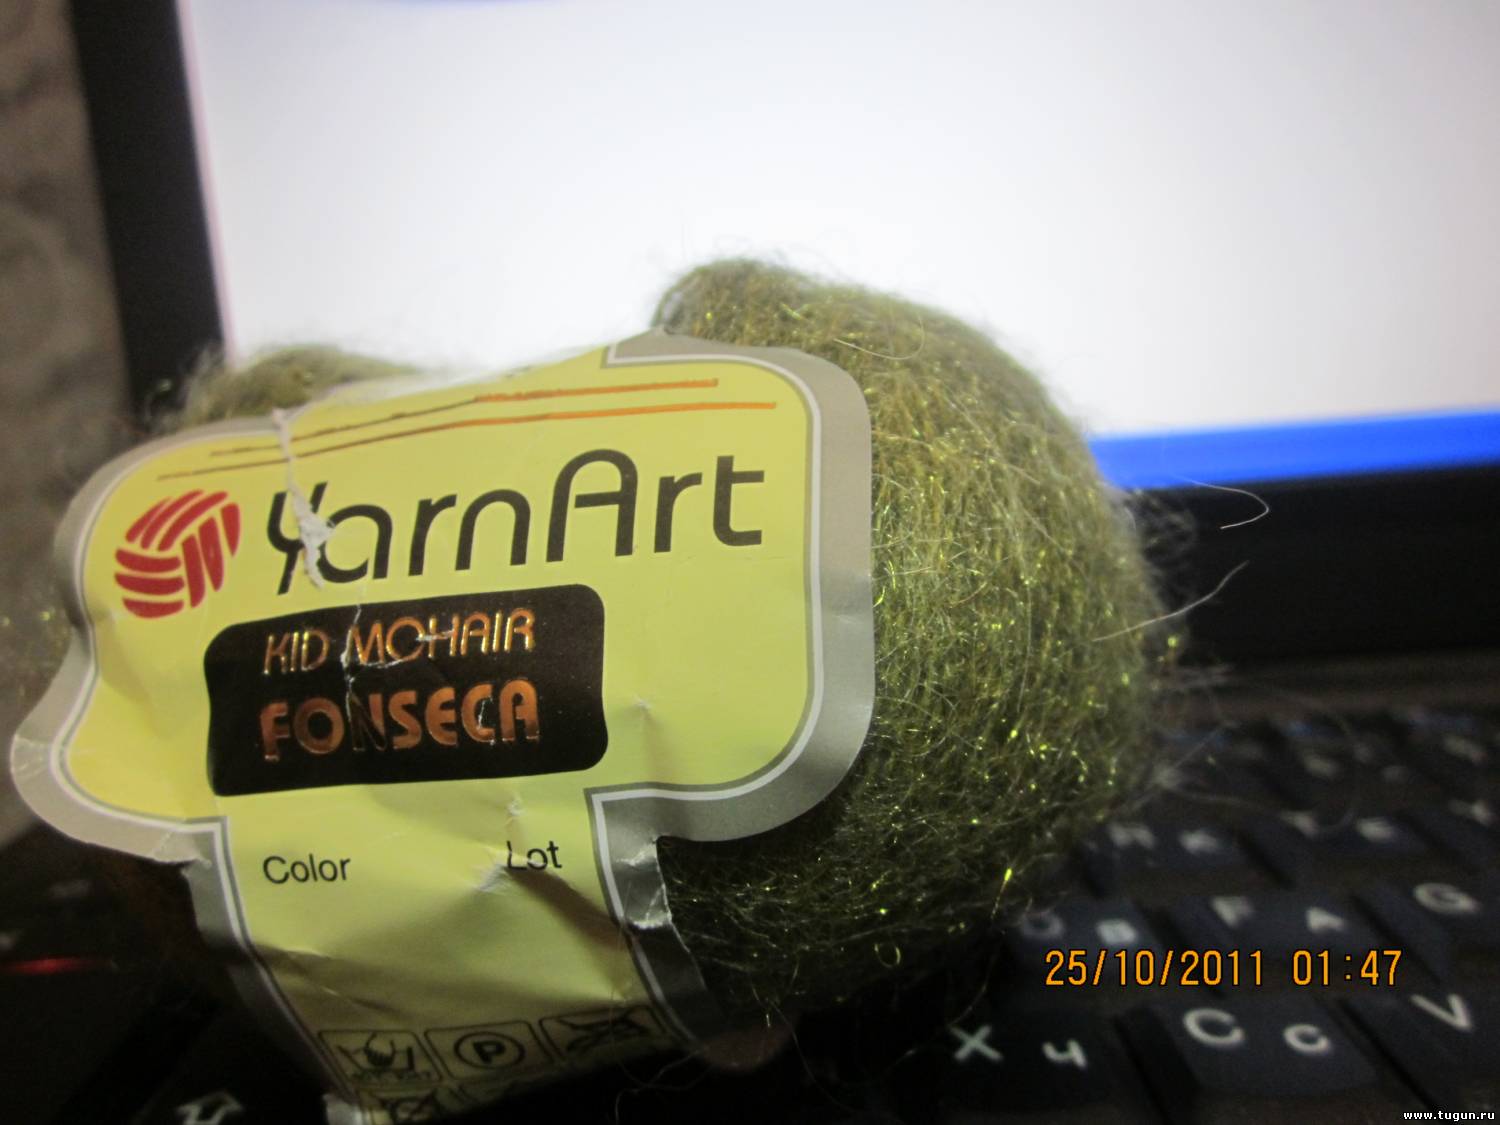 YarnArt
KID MOHAIR
FONSECA
Color Lot
P
R К T Е
В F А G
25/10/2011 01:47
X Ч C С V
www.tugun.ru